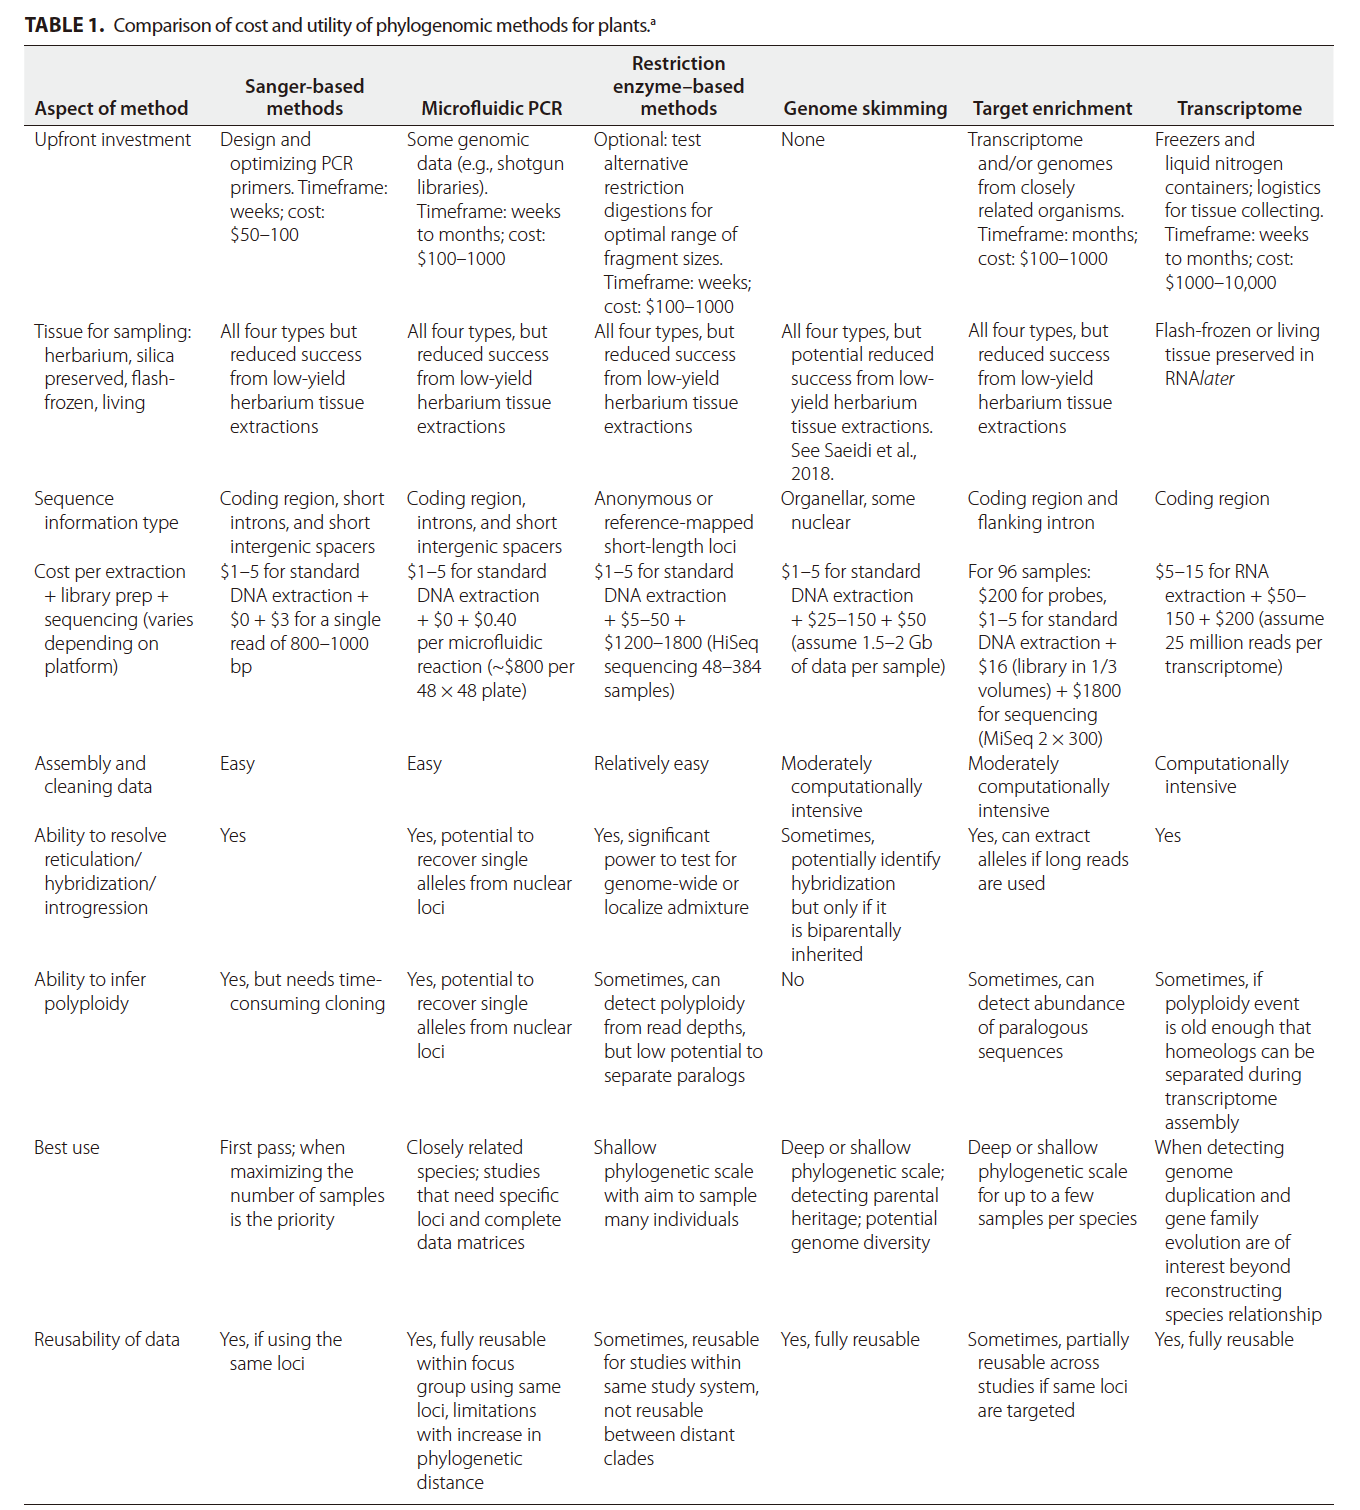 TABLE 1. Comparison of cost and utility of phylogenomic methods for plants.a
Aspect of method
Sanger-based
methods
Microfluidic PCR
Restriction
enzyme–based
methods
Genome skimming
Target enrichment
Transcriptome
Upfront investment
Design and
optimizing PCR
primers. Timeframe:
weeks; cost:
$50–100
Some genomic
data (e.g., shotgun
libraries).
Timeframe: weeks
to months; cost:
$100–1000
Optional: test
alternative
restriction
digestions for
optimal range of
fragment sizes.
Timeframe: weeks;
cost: $100–1000
None
Transcriptome
and/or genomes
from closely
related organisms.
Timeframe: months;
cost: $100–1000
Freezers and
liquid nitrogen
containers; logistics
for tissue collecting.
Timeframe: weeks
to months; cost:
$1000–10,000
Tissue for sampling:
herbarium, silica
preserved, flash-
frozen, living
All four types but
reduced success
from low-yield
herbarium tissue
extractions
All four types, but
reduced success
from low-yield
herbarium tissue
extractions
All four types, but
reduced success
from low-yield
herbarium tissue
extractions
All four types, but
potential reduced
success from low-
yield herbarium
tissue extractions.
See Saeidi et al.,
2018.
All four types, but
reduced success
from low-yield
herbarium tissue
extractions
Flash-frozen or living
tissue preserved in
RNAlater
Sequence
information type
Coding region, short
introns, and short
intergenic spacers
Coding region,
introns, and short
intergenic spacers
Anonymous or
reference-mapped
short-length loci
Organellar, some
nuclear
Coding region and
flanking intron
Coding region
Cost per extraction
+ library prep +
sequencing (varies
depending on
platform)
$1–5 for standard
DNA extraction +
$0 + $3 for a single
read of 800–1000
bp
$1–5 for standard
DNA extraction
+ $0 + $0.40
per microfluidic
reaction (~$800 per
48 × 48 plate)
$1–5 for standard
DNA extraction
+ $5–50 +
$1200–1800 (HiSeq
sequencing 48–384
samples)
$1–5 for standard
DNA extraction
+ $25–150 + $50
(assume 1.5–2 Gb
of data per sample)
For 96 samples:
$200 for probes,
$1–5 for standard
DNA extraction +
$16 (library in 1/3
volumes) + $1800
for sequencing
(MiSeq 2 × 300)
$5–15 for RNA
extraction + $50–
150 + $200 (assume
25 million reads per
transcriptome)
Assembly and
cleaning data
Easy
Easy
Relatively easy
Moderately
computationally
intensive
Moderately
computationally
intensive
Computationally
intensive
Ability to resolve
reticulation/
hybridization/
introgression
Yes
Yes, potential to
recover single
alleles from nuclear
loci
Yes, significant
power to test for
genome-wide or
localize admixture
Sometimes,
potentially identify
hybridization
but only if it
is biparentally
inherited
Yes, can extract
alleles if long reads
are used
Yes
Ability to infer
polyploidy
Yes, but needs time-
consuming cloning
Yes, potential to
recover single
alleles from nuclear
loci
Sometimes, can
detect polyploidy
from read depths,
but low potential to
separate paralogs
No
Sometimes, can
detect abundance
of paralogous
sequences
Sometimes, if
polyploidy event
is old enough that
homeologs can be
separated during
transcriptome
assembly
Best use
First pass; when
maximizing the
number of samples
is the priority
Closely related
species; studies
that need specific
loci and complete
data matrices
Shallow
phylogenetic scale
with aim to sample
many individuals
Deep or shallow
phylogenetic scale;
detecting parental
heritage; potential
genome diversity
Deep or shallow
phylogenetic scale
for up to a few
samples per species
When detecting
genome
duplication and
gene family
evolution are of
interest beyond
reconstructing
species relationship
Reusability of data
Yes, if using the
same loci
Yes, fully reusable
within focus
group using same
loci, limitations
with increase in
phylogenetic
distance
Sometimes, reusable
for studies within
same study system,
not reusable
between distant
clades
Yes, fully reusable
Sometimes, partially
reusable across
studies if same loci
are targeted
Yes, fully reusable